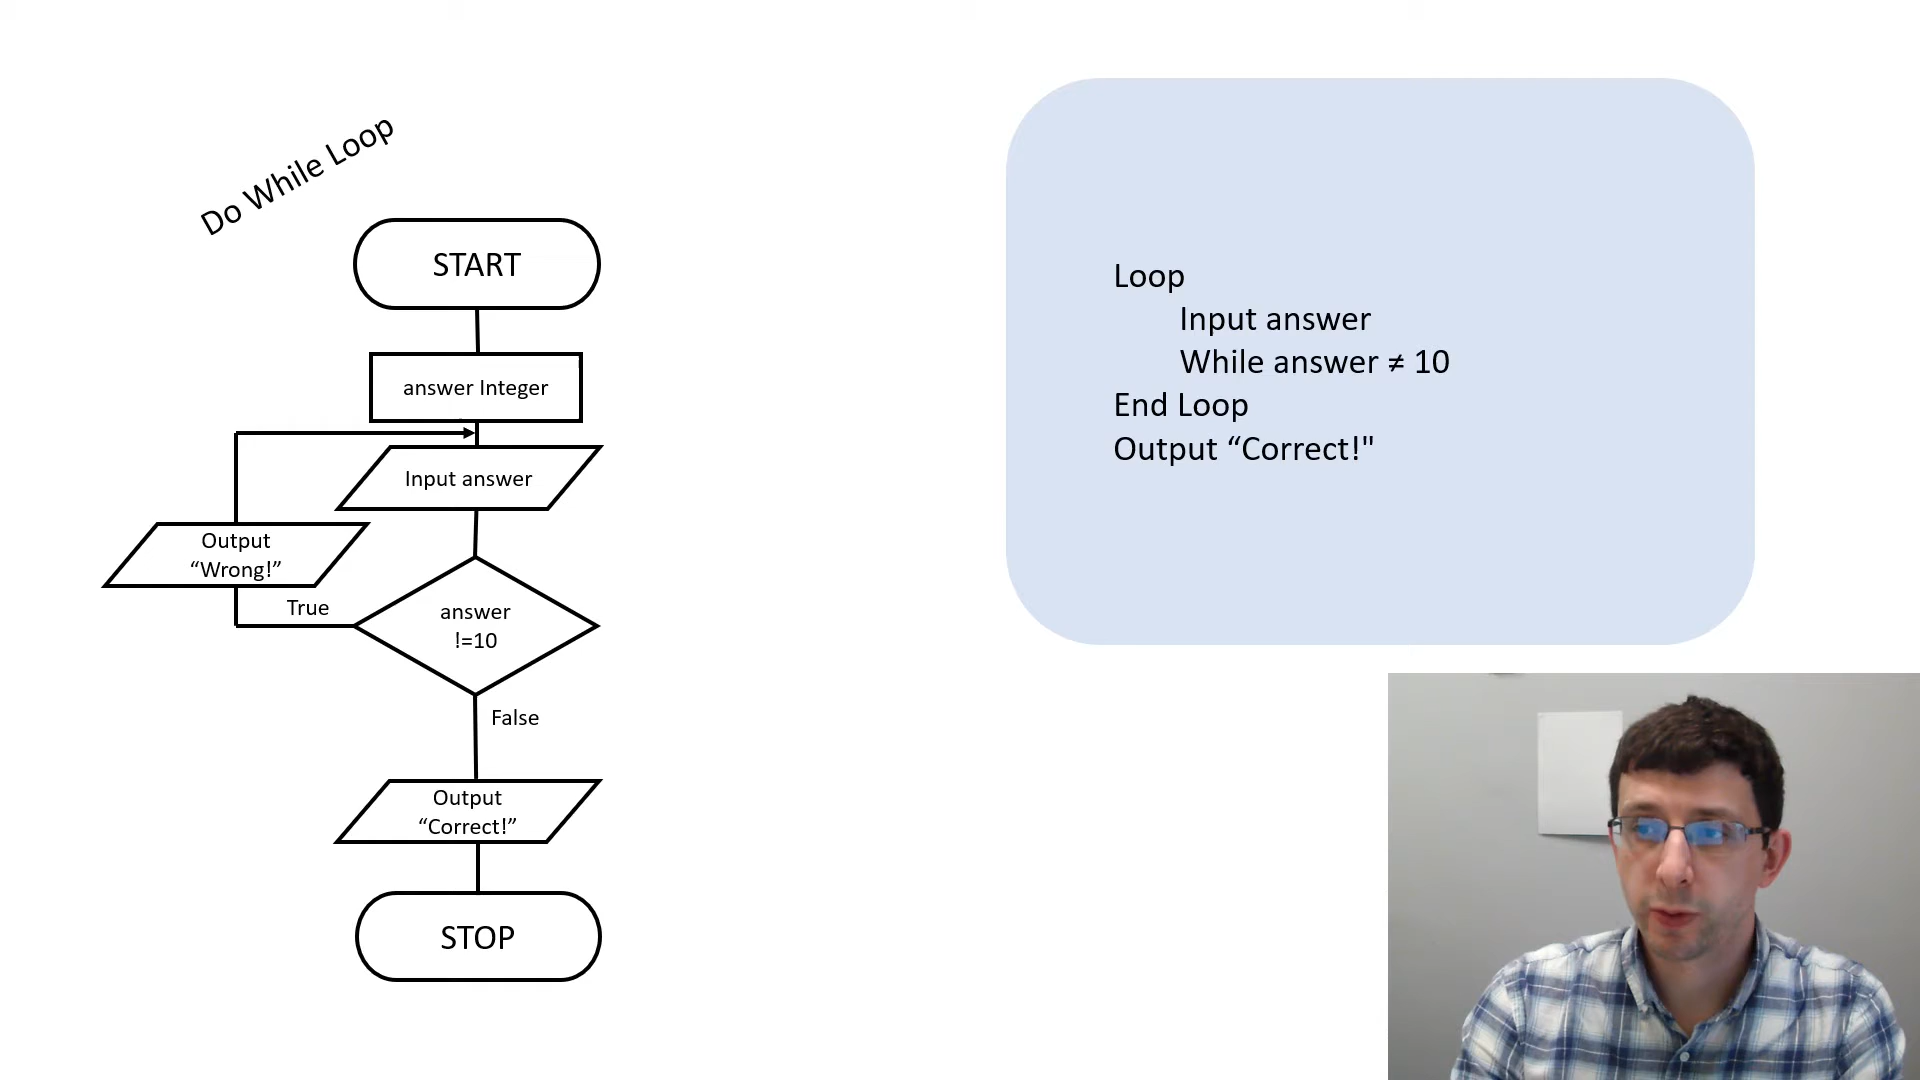 Do While Loop
START
answer Integer
Input answer
Output
“Wrong!”
True
answer
!=10
False
Output
“Correct!”
STOP
Loop
Input answer
While answer ≠ 10
End Loop
Output “Correct!"